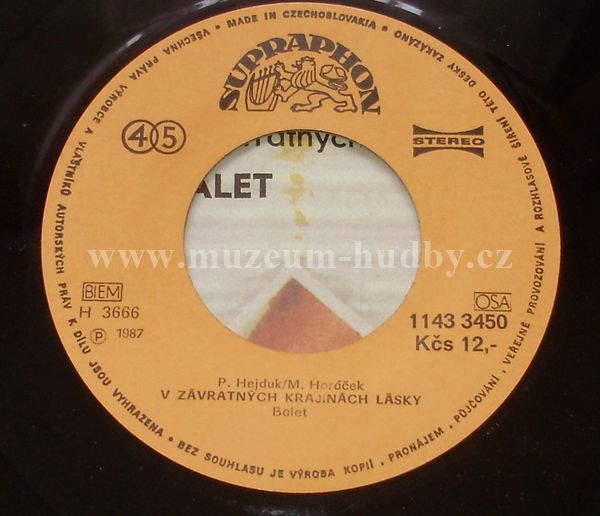 • VŠECHNA PRÁVA VÝROBCE A VLASTNÍKŮ AUTORSKÝCH PRÁV K DÍLU JSOU VYHRAZENA • BEZ SOUHLASU JE VÝROBA KOPIÍ, PRONÁJEM, PŮJČOVÁNÍ, VEŘEJNÉ PROVOZOVÁNÍ A ROZHLASOVÉ ŠÍŘENÍ TÉTO DESKY ZAKÁZÁNO •
MADE IN CZECHOSLOVAKIA
SUPRAPHON
45
STEREO
vratných
ALET
www.muzeum-hudby.cz
BIEM
H 3666
Ⓟ 1987
OSA
1143 3450
Kčs 12,-
P. Hejduk/M. Horáček
V ZÁVRATNÝCH KRAJINÁCH LÁSKY
Balet